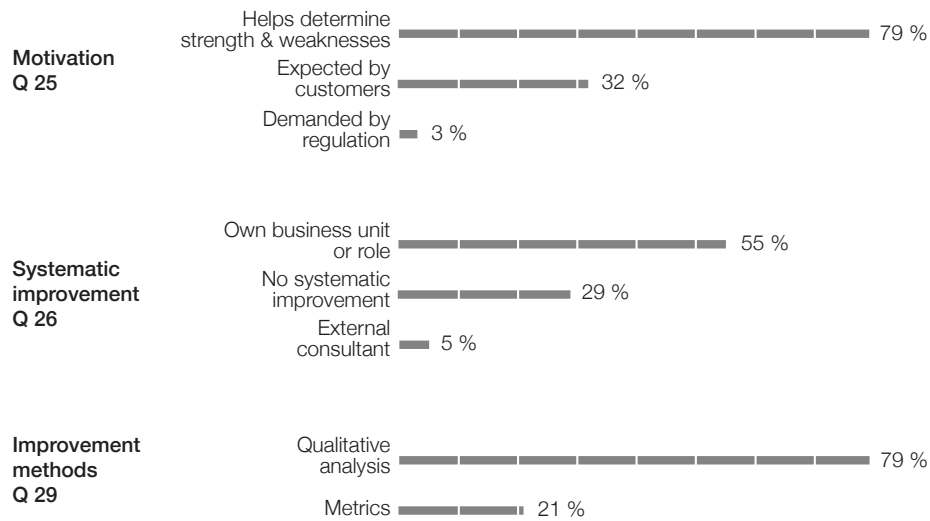 Motivation
Q 25
Helps determine
strength & weaknesses
79 %
Expected by
customers
32 %
Demanded by
regulation
3 %
Systematic
improvement
Q 26
Own business unit
or role
55 %
No systematic
improvement
29 %
External
consultant
5 %
Improvement
methods
Q 29
Qualitative
analysis
79 %
Metrics
21 %